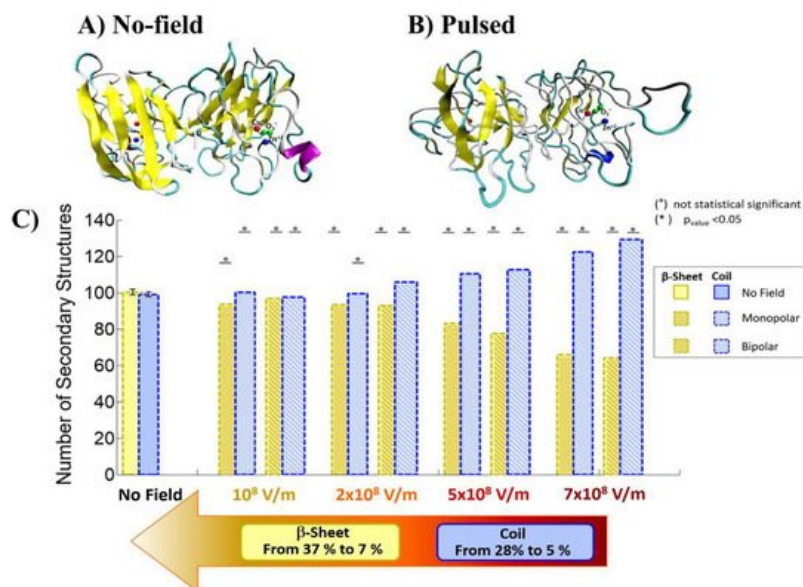 A) No-field
B) Pulsed
C)
(°) not statistical significant
(*) pvalue <0.05
Number of Secondary Structures
140
120
100
80
60
40
20
0
β-Sheet Coil
No Field
Monopolar
Bipolar
No Field
10⁸ V/m
2x10⁸ V/m
5x10⁸ V/m
7x10⁸ V/m
β-Sheet
From 37 % to 7 %
Coil
From 28% to 5 %